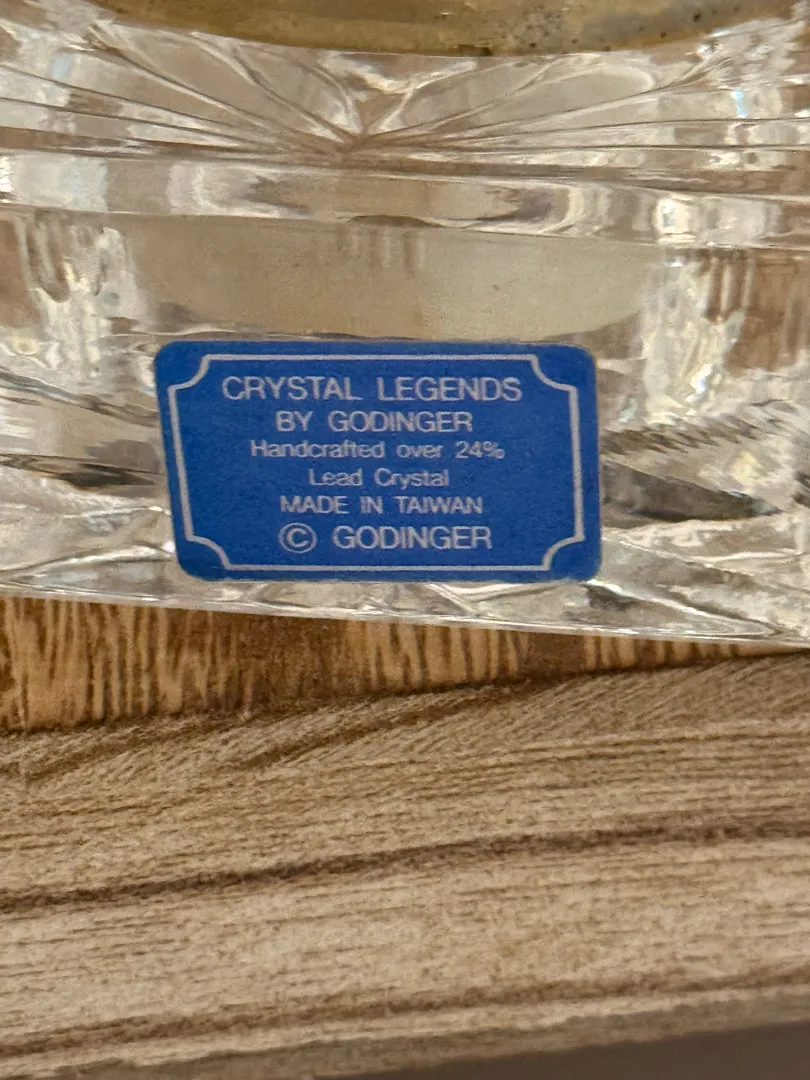 CRYSTAL LEGENDS
BY GODINGER
Handcrafted over 24%
Lead Crystal
MADE IN TAIWAN
© GODINGER